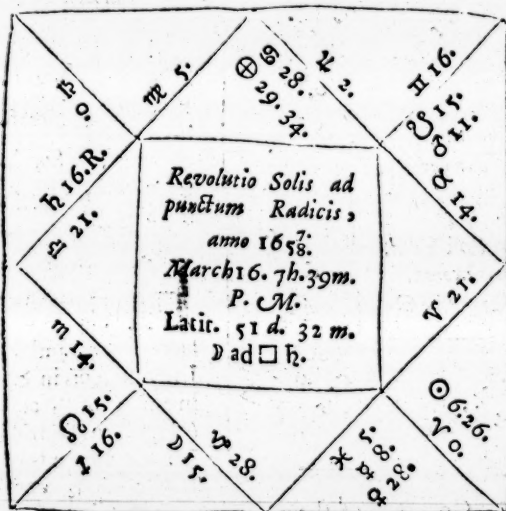 ♍ 5.
⊕ ♋ 28.
29. 34.
♃ 2.
♊ 16.
☋ 15.
♂ 11.
♉ 14.
♎ 0.
♄ 16.R.
♎ 21.
Revolutio Solis ad
punctum Radicis,
anno 165⁷⁄₈.
March 16. 7h.39m.
P. M.
Latit. 51 d. 32 m.
☽ ad □ ♄.
♈ 21.
♏ 14.
☊ 15.
♐ 16.
☽ 15.
♑ 28.
♓ 5.
☿ 8.
♀ 28.
☉ 6.26.
♈ 0.